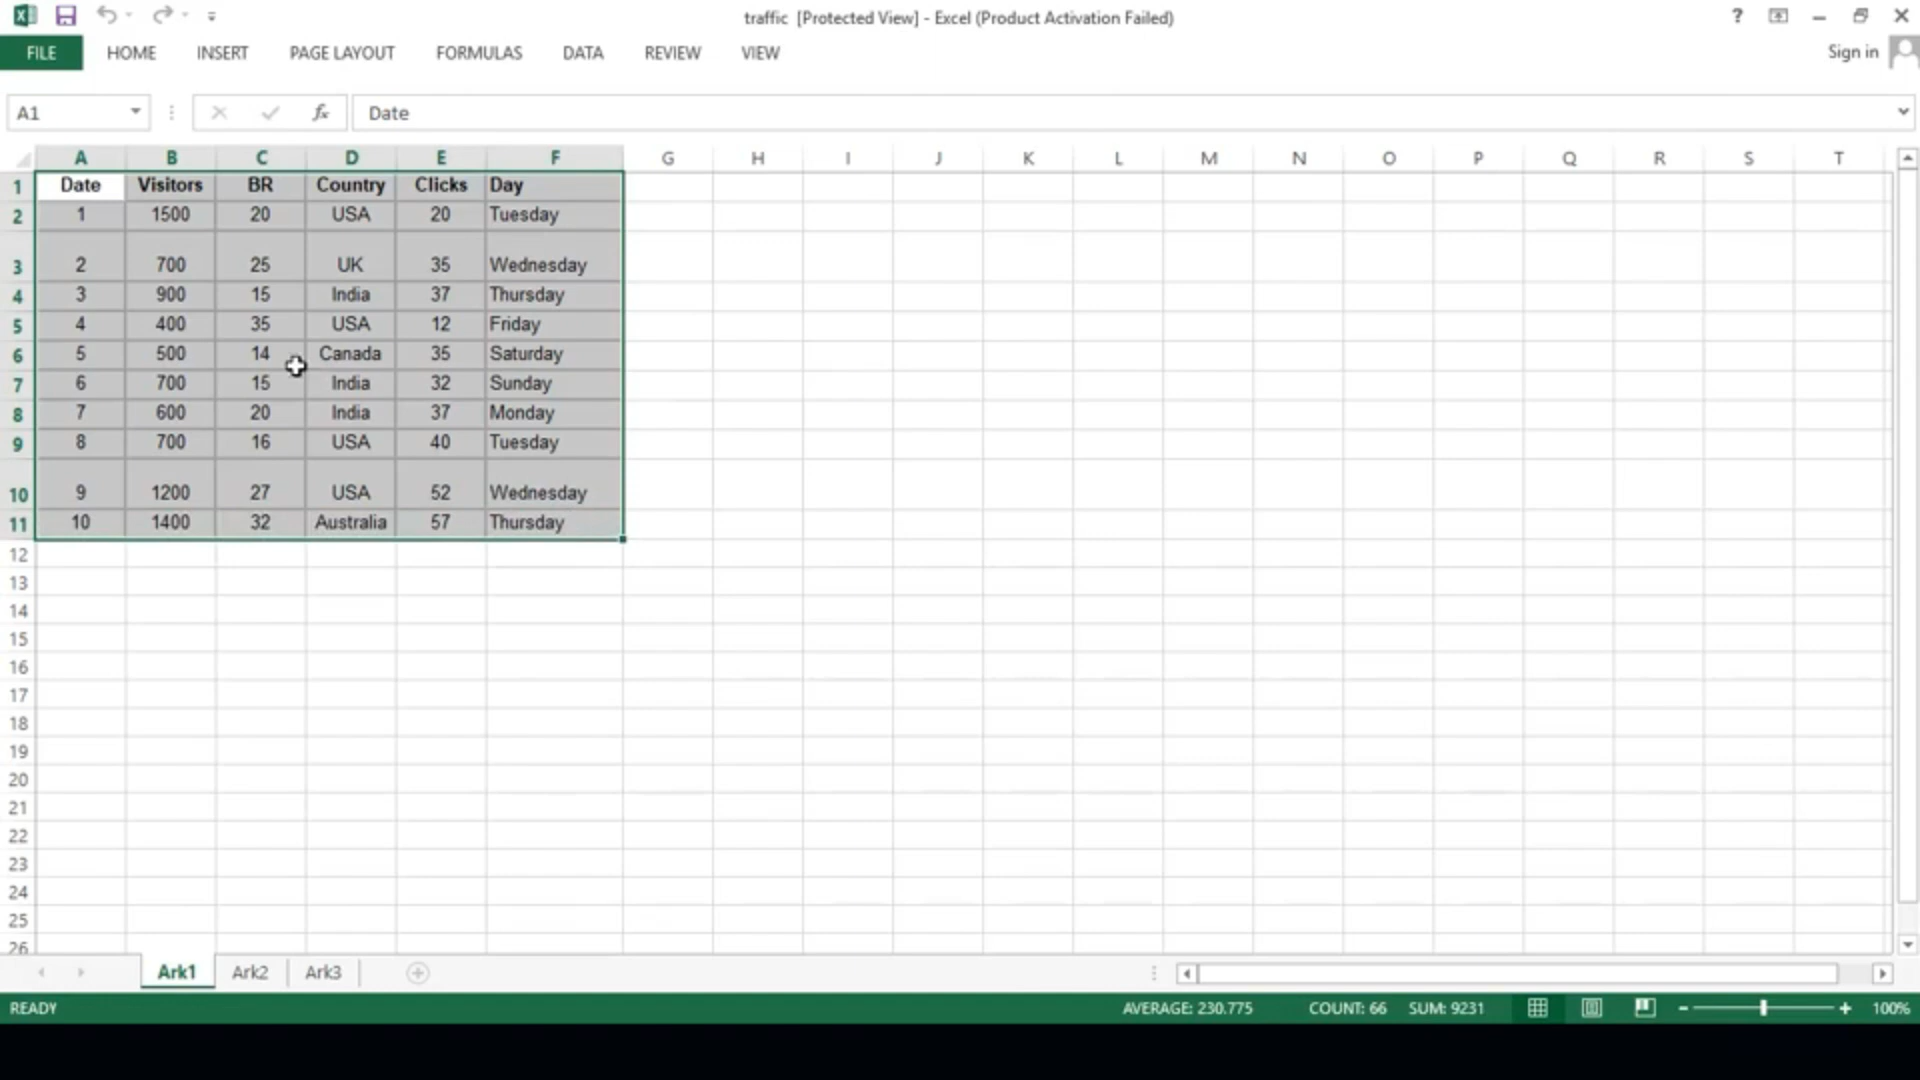 traffic [Protected View] - Excel (Product Activation Failed)
?
FILE HOME INSERT PAGE LAYOUT FORMULAS DATA REVIEW VIEW Sign in
A1 fx Date
A B C D E F G H I J K L M N O P Q R S T
1 Date Visitors BR Country Clicks Day
2 1 1500 20 USA 20 Tuesday
3 2 700 25 UK 35 Wednesday
4 3 900 15 India 37 Thursday
5 4 400 35 USA 12 Friday
6 5 500 14 Canada 35 Saturday
7 6 700 15 India 32 Sunday
8 7 600 20 India 37 Monday
9 8 700 16 USA 40 Tuesday
10 9 1200 27 USA 52 Wednesday
11 10 1400 32 Australia 57 Thursday
12
13
14
15
16
17
18
19
20
21
22
23
24
25
26
Ark1 Ark2 Ark3
READY AVERAGE: 230.775 COUNT: 66 SUM: 9231 100%